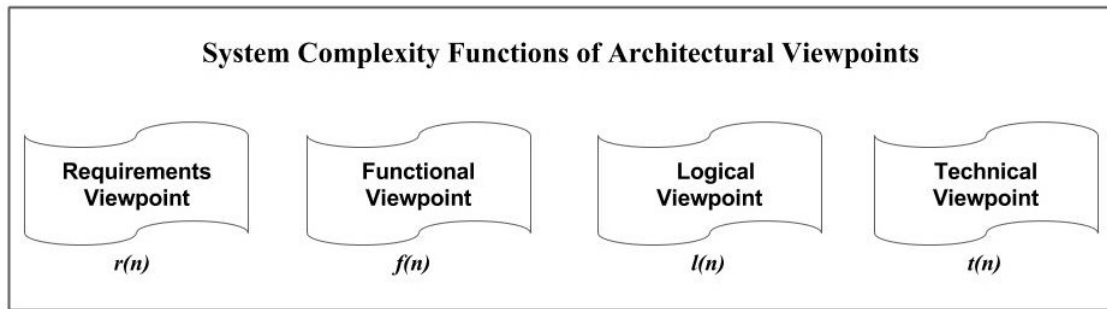 System Complexity Functions of Architectural Viewpoints
Requirements
Viewpoint
r(n)
Functional
Viewpoint
f(n)
Logical
Viewpoint
l(n)
Technical
Viewpoint
t(n)